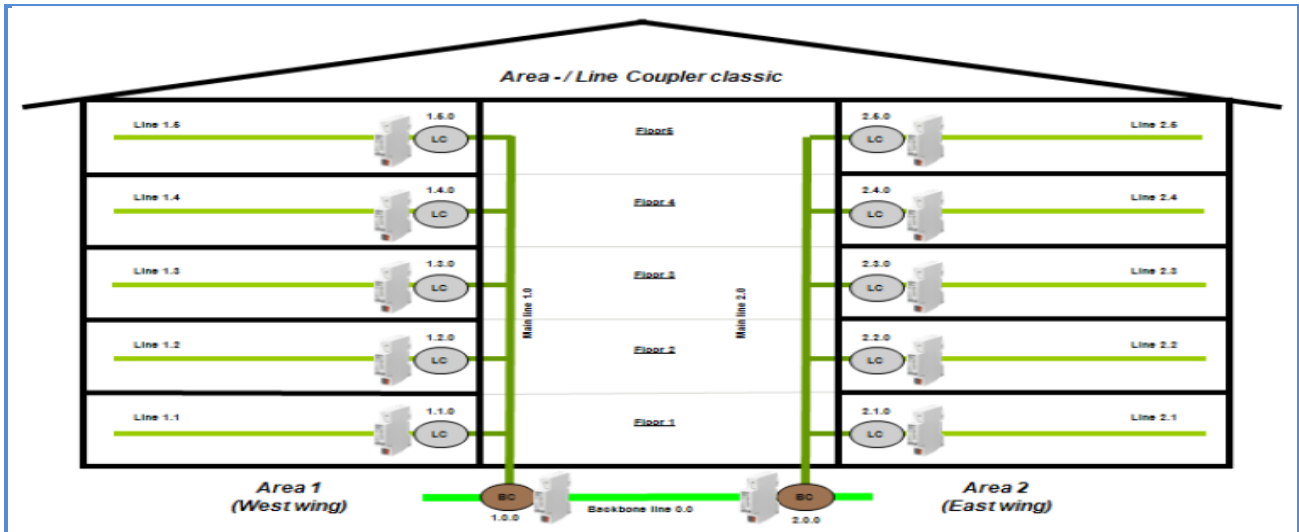 Area - / Line Coupler classic
Line 1.5
1.5.0
LC
Floor5
2.5.0
LC
Line 2.5
Line 1.4
1.4.0
LC
Floor 4
2.4.0
LC
Line 2.4
Line 1.3
1.3.0
LC
Floor 3
2.3.0
LC
Line 2.3
Main line 1.0
Main line 2.0
Line 1.2
1.2.0
LC
Floor 2
2.2.0
LC
Line 2.2
Line 1.1
1.1.0
LC
Floor 1
2.1.0
LC
Line 2.1
Area 1
(West wing)
BC
1.0.0
Backbone line 0.0
BC
2.0.0
Area 2
(East wing)